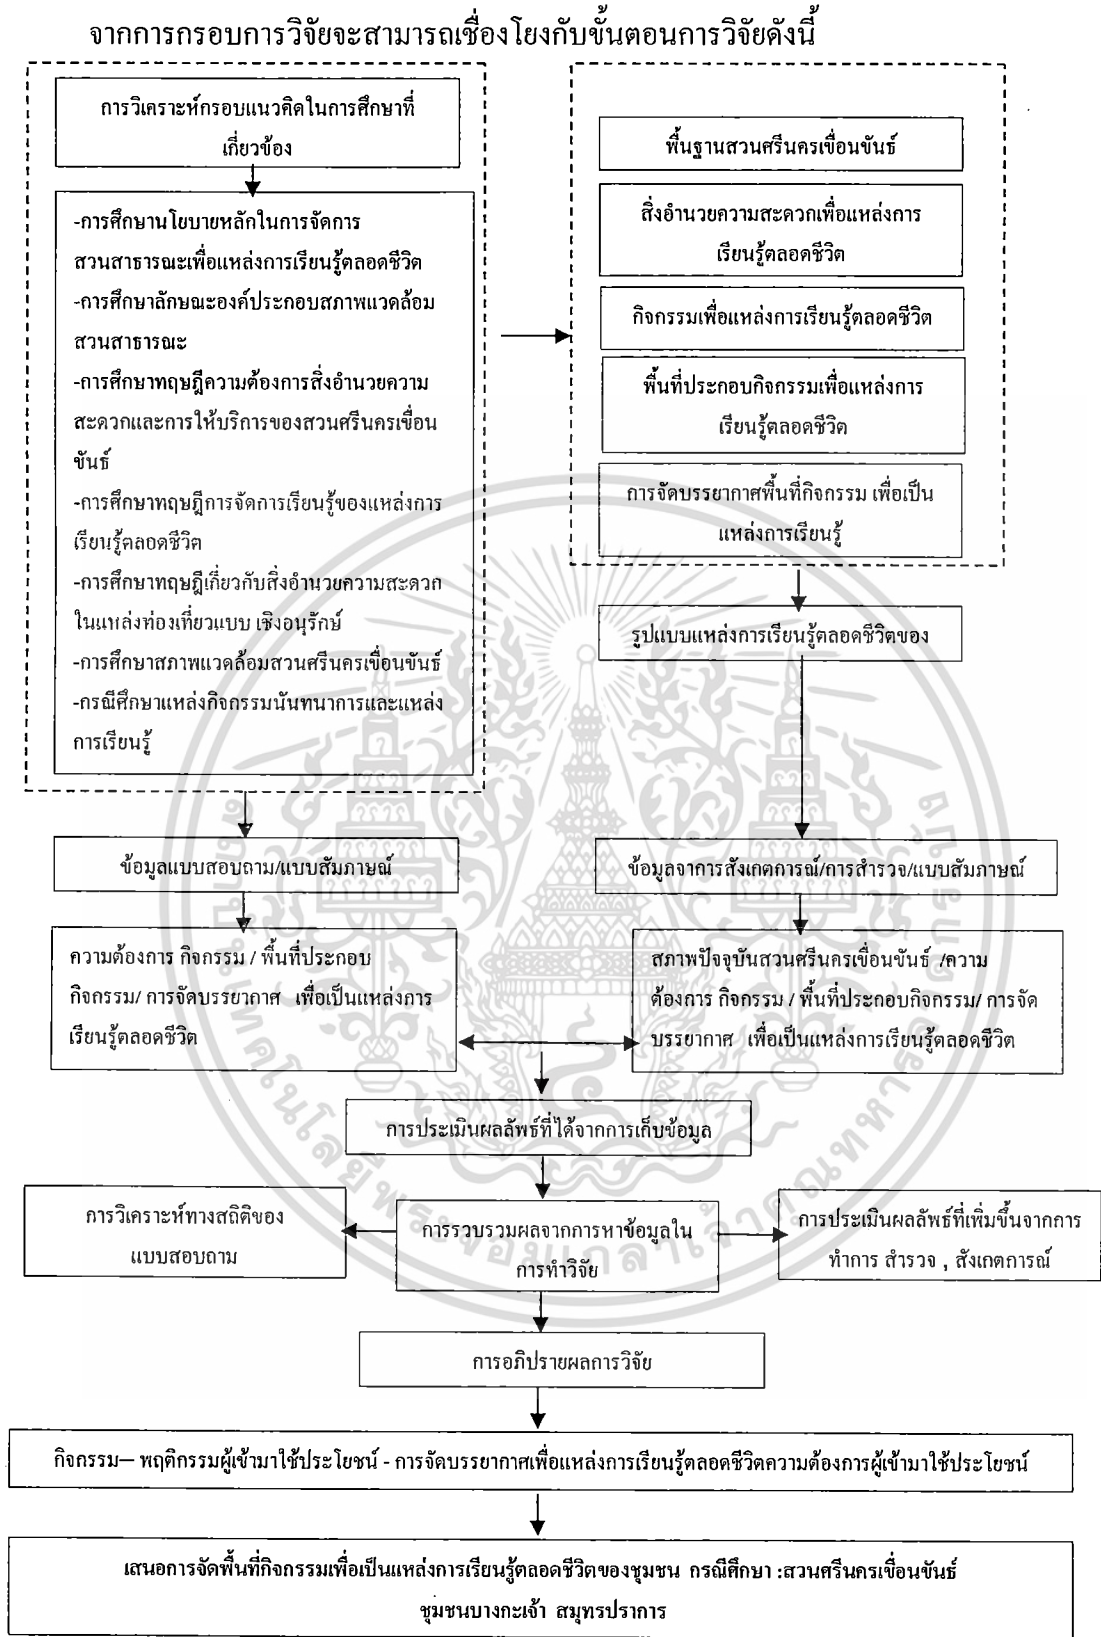 จากการกรอบการวิจัยจะสามารถเชื่องโยงกับขั้นตอนการวิจัยดังนี้
การวิเคราะห์กรอบแนวคิดในการศึกษาที่
เกี่ยวข้อง
-การศึกษานโยบายหลักในการจัดการ
สวนสาธารณะเพื่อแหล่งการเรียนรู้ตลอดชีวิต
-การศึกษาลักษณะองค์ประกอบสภาพแวดล้อม
สวนสาธารณะ
-การศึกษาทฤษฎีความต้องการสิ่งอำนวยความ
สะดวกและการให้บริการของสวนศรีนครเขื่อน
ขันธ์
-การศึกษาทฤษฎีการจัดการเรียนรู้ของแหล่งการ
เรียนรู้ตลอดชีวิต
-การศึกษาทฤษฎีเกี่ยวกับสิ่งอำนวยความสะดวก
ในแหล่งท่องเที่ยวแบบ เชิงอนุรักษ์
-การศึกษาสภาพแวดล้อมสวนศรีนครเขื่อนขันธ์
-กรณีศึกษาแหล่งกิจกรรมนันทนาการและแหล่ง
การเรียนรู้
พื้นฐานสวนศรีนครเขื่อนขันธ์
สิ่งอำนวยความสะดวกเพื่อแหล่งการ
เรียนรู้ตลอดชีวิต
กิจกรรมเพื่อแหล่งการเรียนรู้ตลอดชีวิต
พื้นที่ประกอบกิจกรรมเพื่อแหล่งการ
เรียนรู้ตลอดชีวิต
การจัดบรรยากาศพื้นที่กิจกรรม เพื่อเป็น
แหล่งการเรียนรู้
รูปแบบแหล่งการเรียนรู้ตลอดชีวิตของ
ข้อมูลแบบสอบถาม/แบบสัมภาษณ์
ข้อมูลจาการสังเกตการณ์/การสำรวจ/แบบสัมภาษณ์
ความต้องการ กิจกรรม / พื้นที่ประกอบ
กิจกรรม/ การจัดบรรยากาศ เพื่อเป็นแหล่งการ
เรียนรู้ตลอดชีวิต
สภาพปัจจุบันสวนศรีนครเขื่อนขันธ์ /ความ
ต้องการ กิจกรรม / พื้นที่ประกอบกิจกรรม/ การจัด
บรรยากาศ เพื่อเป็นแหล่งการเรียนรู้ตลอดชีวิต
การประเมินผลลัพธ์ที่ได้จากการเก็บข้อมูล
การวิเคราะห์ทางสถิติของ
แบบสอบถาม
การรวบรวมผลจากการหาข้อมูลใน
การทำวิจัย
การประเมินผลลัพธ์ที่เพิ่มขึ้นจากการ
ทำการ สำรวจ , สังเกตการณ์
การอภิปรายผลการวิจัย
กิจกรรม– พฤติกรรมผู้เข้ามาใช้ประโยชน์ - การจัดบรรยากาศเพื่อแหล่งการเรียนรู้ตลอดชีวิตความต้องการผู้เข้ามาใช้ประโยชน์
เสนอการจัดพื้นที่กิจกรรมเพื่อเป็นแหล่งการเรียนรู้ตลอดชีวิตของชุมชน กรณีศึกษา :สวนศรีนครเขื่อนขันธ์
ชุมชนบางกะเจ้า สมุทรปราการ